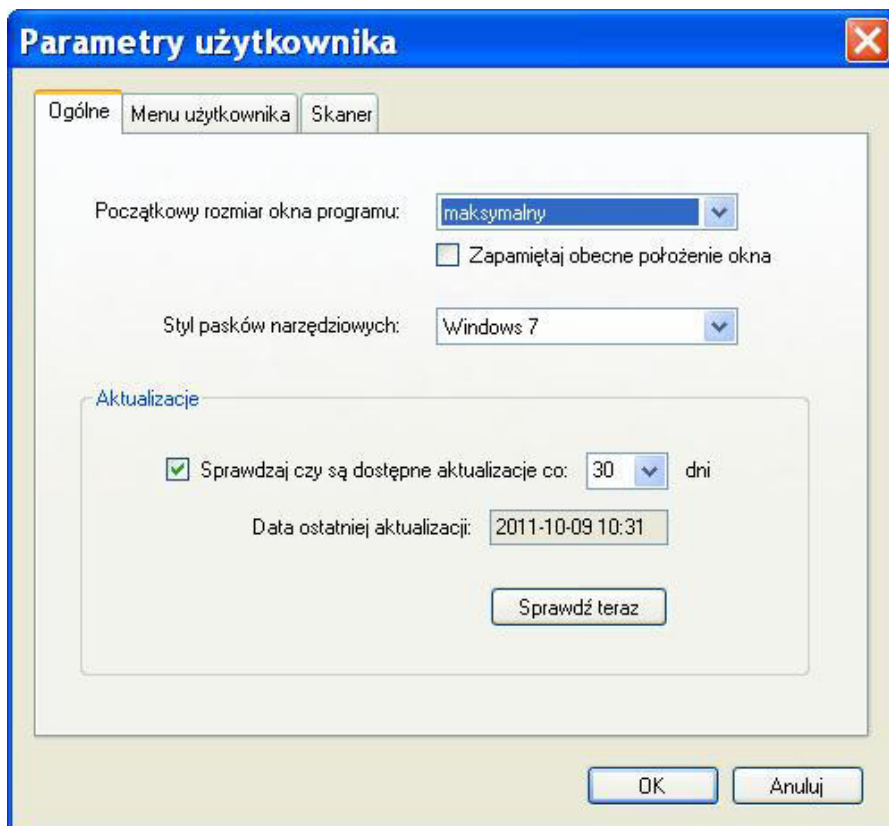 Parametry użytkownika
Ogólne Menu użytkownika Skaner
Początkowy rozmiar okna programu: maksymalny
Zapamiętaj obecne położenie okna
Styl pasków narzędziowych: Windows 7
Aktualizacje
Sprawdzaj czy są dostępne aktualizacje co: 30 dni
Data ostatniej aktualizacji: 2011-10-09 10:31
Sprawdź teraz
OK Anuluj